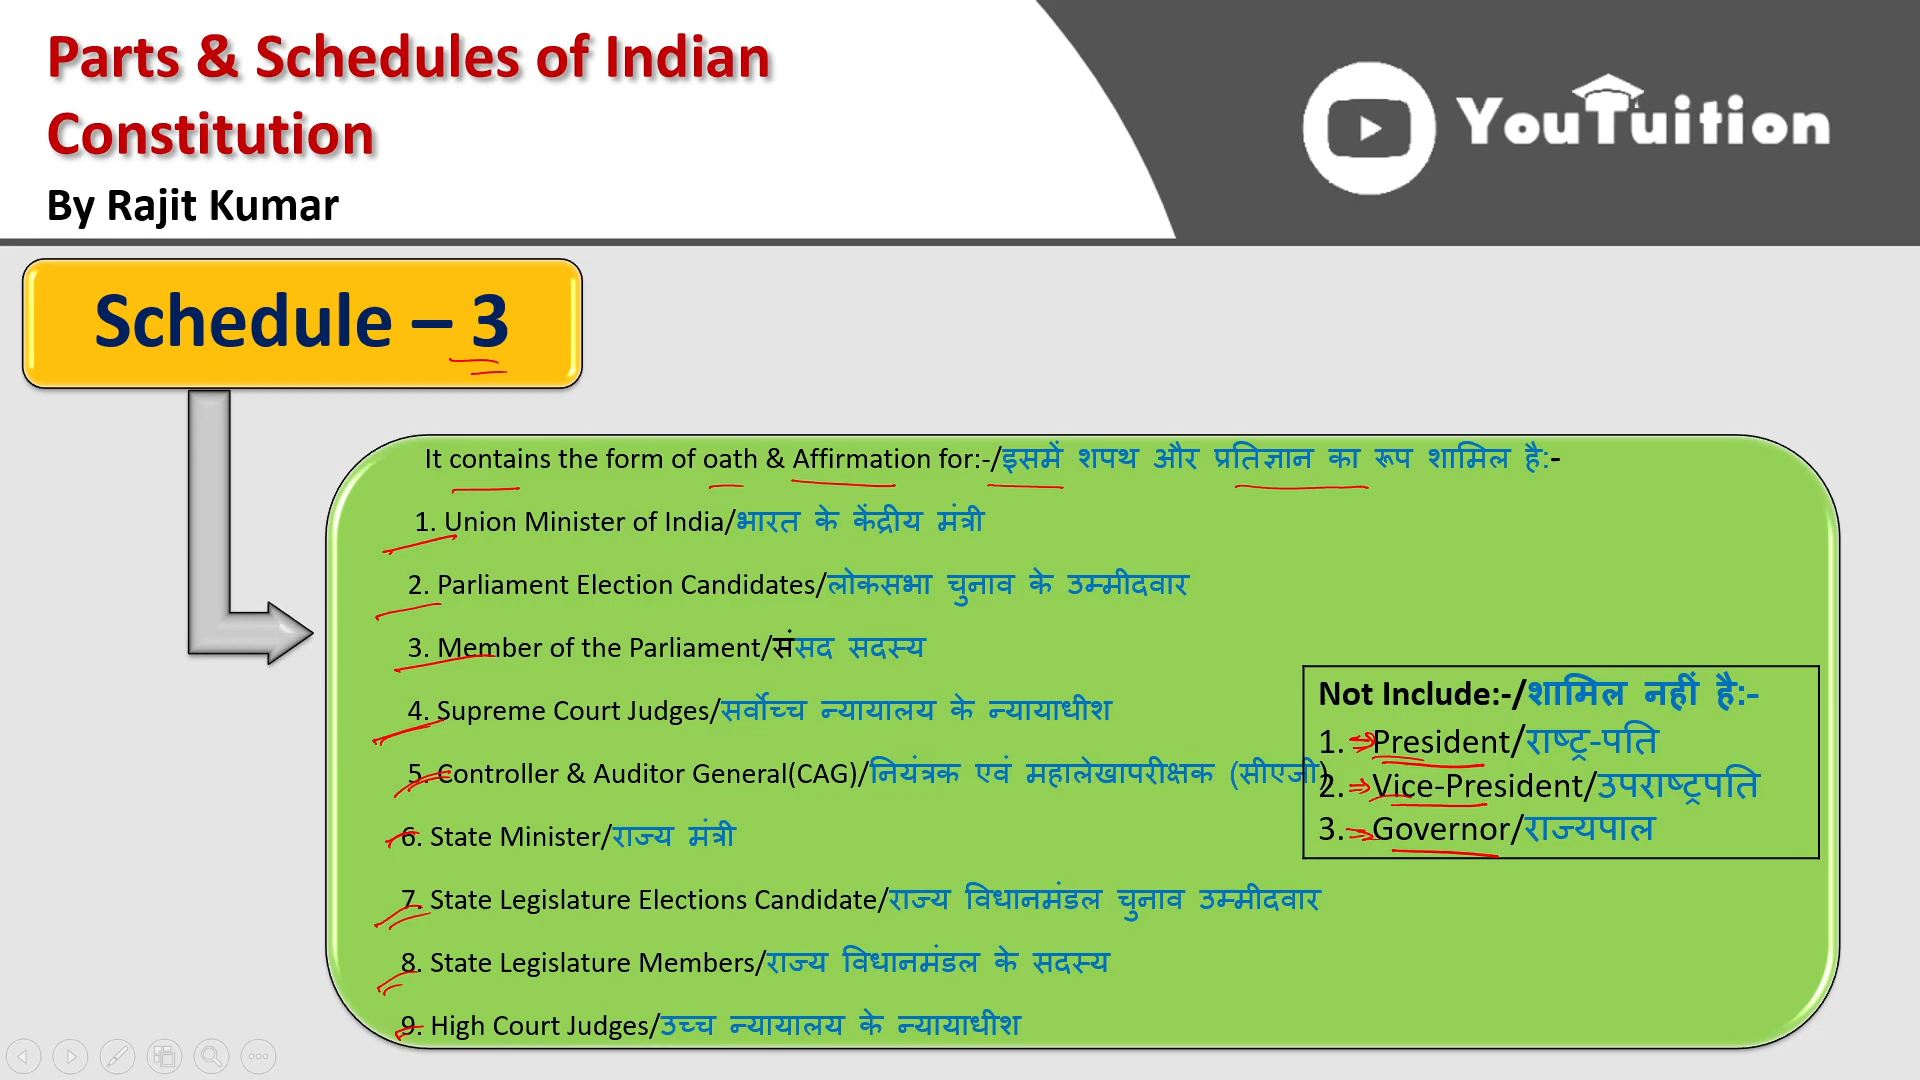 Parts & Schedules of Indian
Constitution
By Rajit Kumar
YouTuition
Schedule – 3
It contains the form of oath & Affirmation for:-/इसमें शपथ और प्रतिज्ञान का रूप शामिल है:-
1. Union Minister of India/भारत के केंद्रीय मंत्री
2. Parliament Election Candidates/लोकसभा चुनाव के उम्मीदवार
3. Member of the Parliament/संसद सदस्य
4. Supreme Court Judges/सर्वोच्च न्यायालय के न्यायाधीश
5. Controller & Auditor General(CAG)/नियंत्रक एवं महालेखापरीक्षक (सीएजी)
6. State Minister/राज्य मंत्री
7. State Legislature Elections Candidate/राज्य विधानमंडल चुनाव उम्मीदवार
8. State Legislature Members/राज्य विधानमंडल के सदस्य
9. High Court Judges/उच्च न्यायालय के न्यायाधीश
Not Include:-/शामिल नहीं है:-
1. President/राष्ट्र-पति
2. Vice-President/उपराष्ट्रपति
3. Governor/राज्यपाल